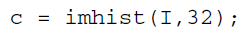 c = imhist(I,32);